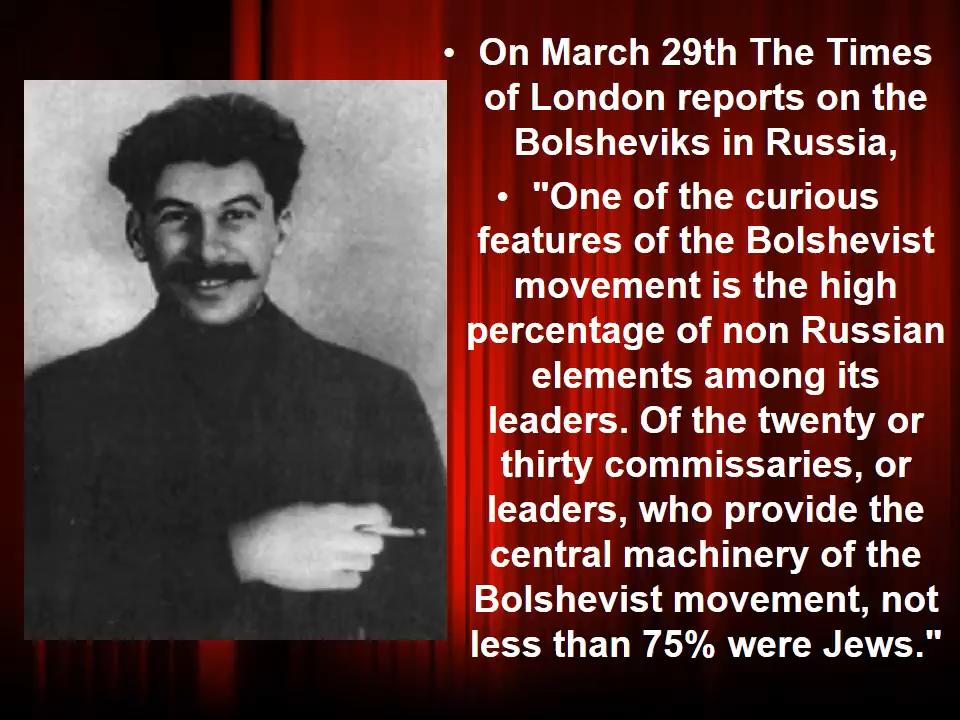 • On March 29th The Times
of London reports on the
Bolsheviks in Russia,
• "One of the curious
features of the Bolshevist
movement is the high
percentage of non Russian
elements among its
leaders. Of the twenty or
thirty commissaries, or
leaders, who provide the
central machinery of the
Bolshevist movement, not
less than 75% were Jews."